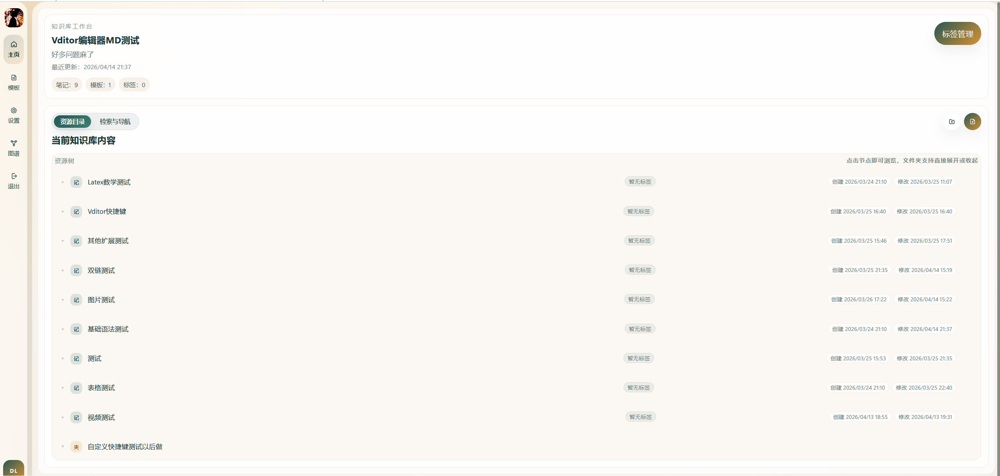 主页
模板
设置
图谱
退出
DL
知识库工作台
Vditor编辑器MD测试
好多问题麻了
最近更新：2026/04/14 21:37
笔记：9 模板：1 标签：0
标签管理
资源目录 检索与导航
当前知识库内容
资源树 点击节点即可浏览，文件夹支持直接展开或收起
记 Latex数学测试 暂无标签 创建 2026/03/24 21:10 修改 2026/03/25 11:07
记 Vditor快捷键 暂无标签 创建 2026/03/25 16:40 修改 2026/03/25 16:40
记 其他扩展测试 暂无标签 创建 2026/03/25 15:46 修改 2026/03/25 17:51
记 双链测试 暂无标签 创建 2026/03/25 21:35 修改 2026/04/14 15:19
记 图片测试 暂无标签 创建 2026/03/26 17:22 修改 2026/04/14 15:22
记 基础语法测试 暂无标签 创建 2026/03/24 21:10 修改 2026/04/14 21:37
记 测试 暂无标签 创建 2026/03/25 15:53 修改 2026/03/25 21:35
记 表格测试 暂无标签 创建 2026/03/24 21:10 修改 2026/03/25 22:40
记 视频测试 暂无标签 创建 2026/04/13 18:55 修改 2026/04/13 19:31
夹 自定义快捷键测试以后做